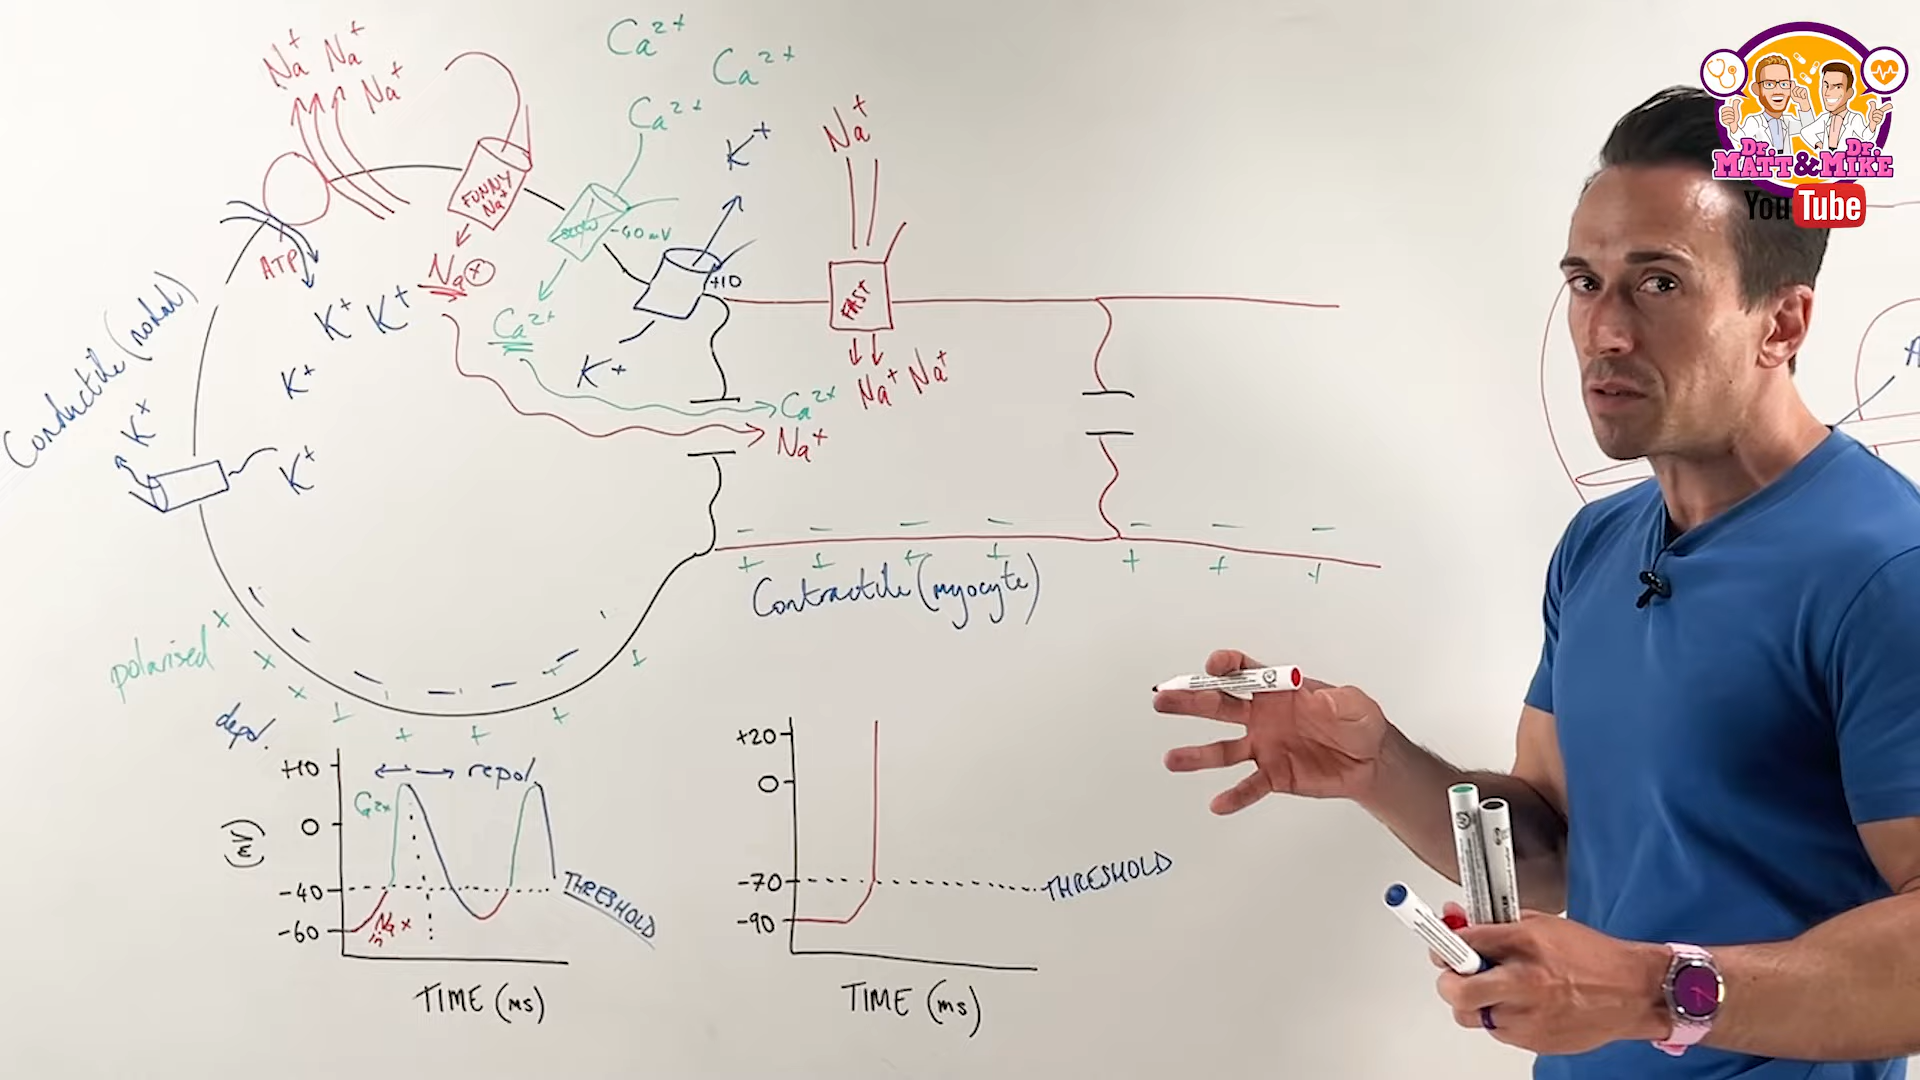 Na+ Na+
Na+
Ca2+
Ca2+
Ca2+
K+
Na+
FUNNY
Na+
slow
-40mV
ATP
Na+
K+ K+
Ca2+
+10
FAST
K+
Na+ Na+
Conductile (nodal)
K+
K+
K+
Ca2+
Na+
Contractile (myocyte)
polarised
depol.
repol.
+10
0
-40
-60
(mV)
Ca2+
Na+
in
THRESHOLD
TIME (ms)
+20
0
-70
-90
THRESHOLD
TIME (ms)
Dr. Dr.
MATT & MIKE
YouTube